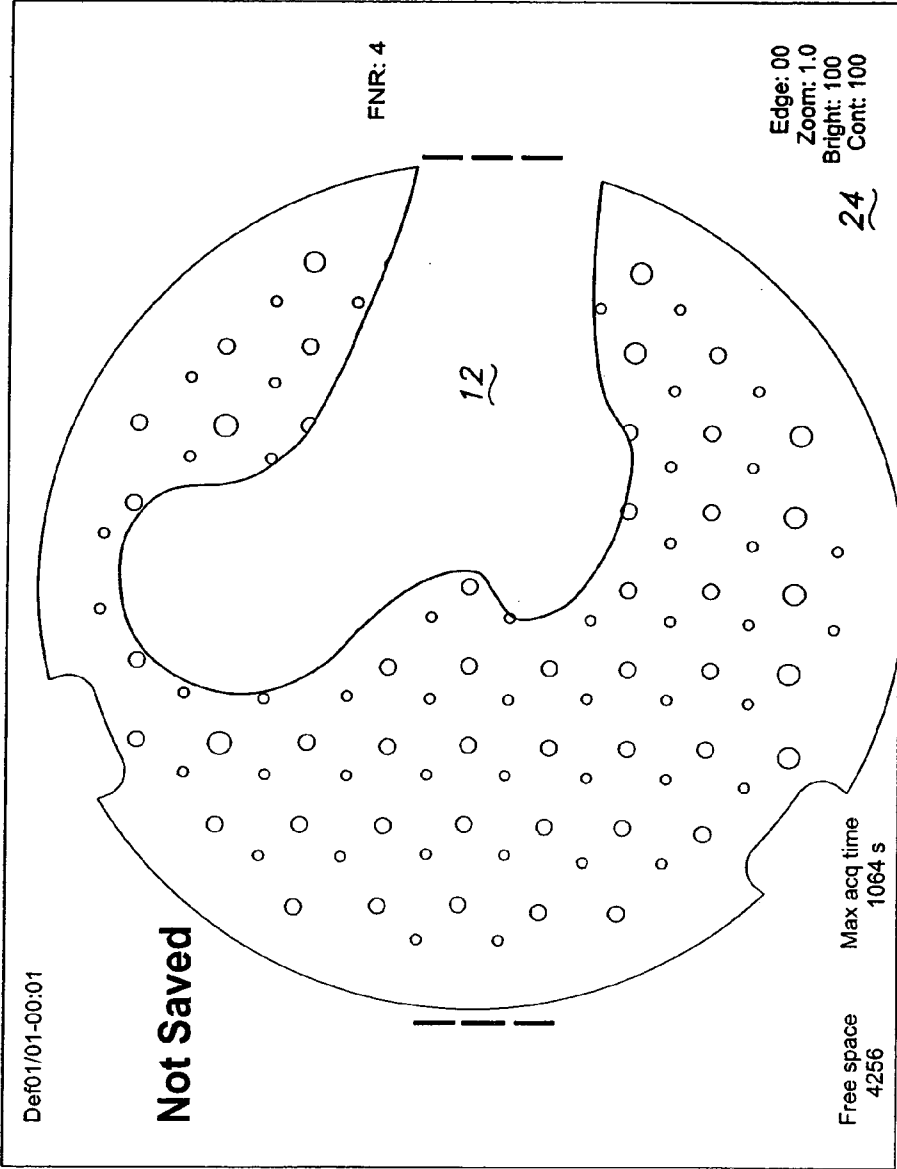 Def01/01-00:01
Not Saved
FNR: 4
12
24
Edge: 00
Zoom: 1.0
Bright: 100
Cont: 100
Free space
4256
Max acq time
1064 s